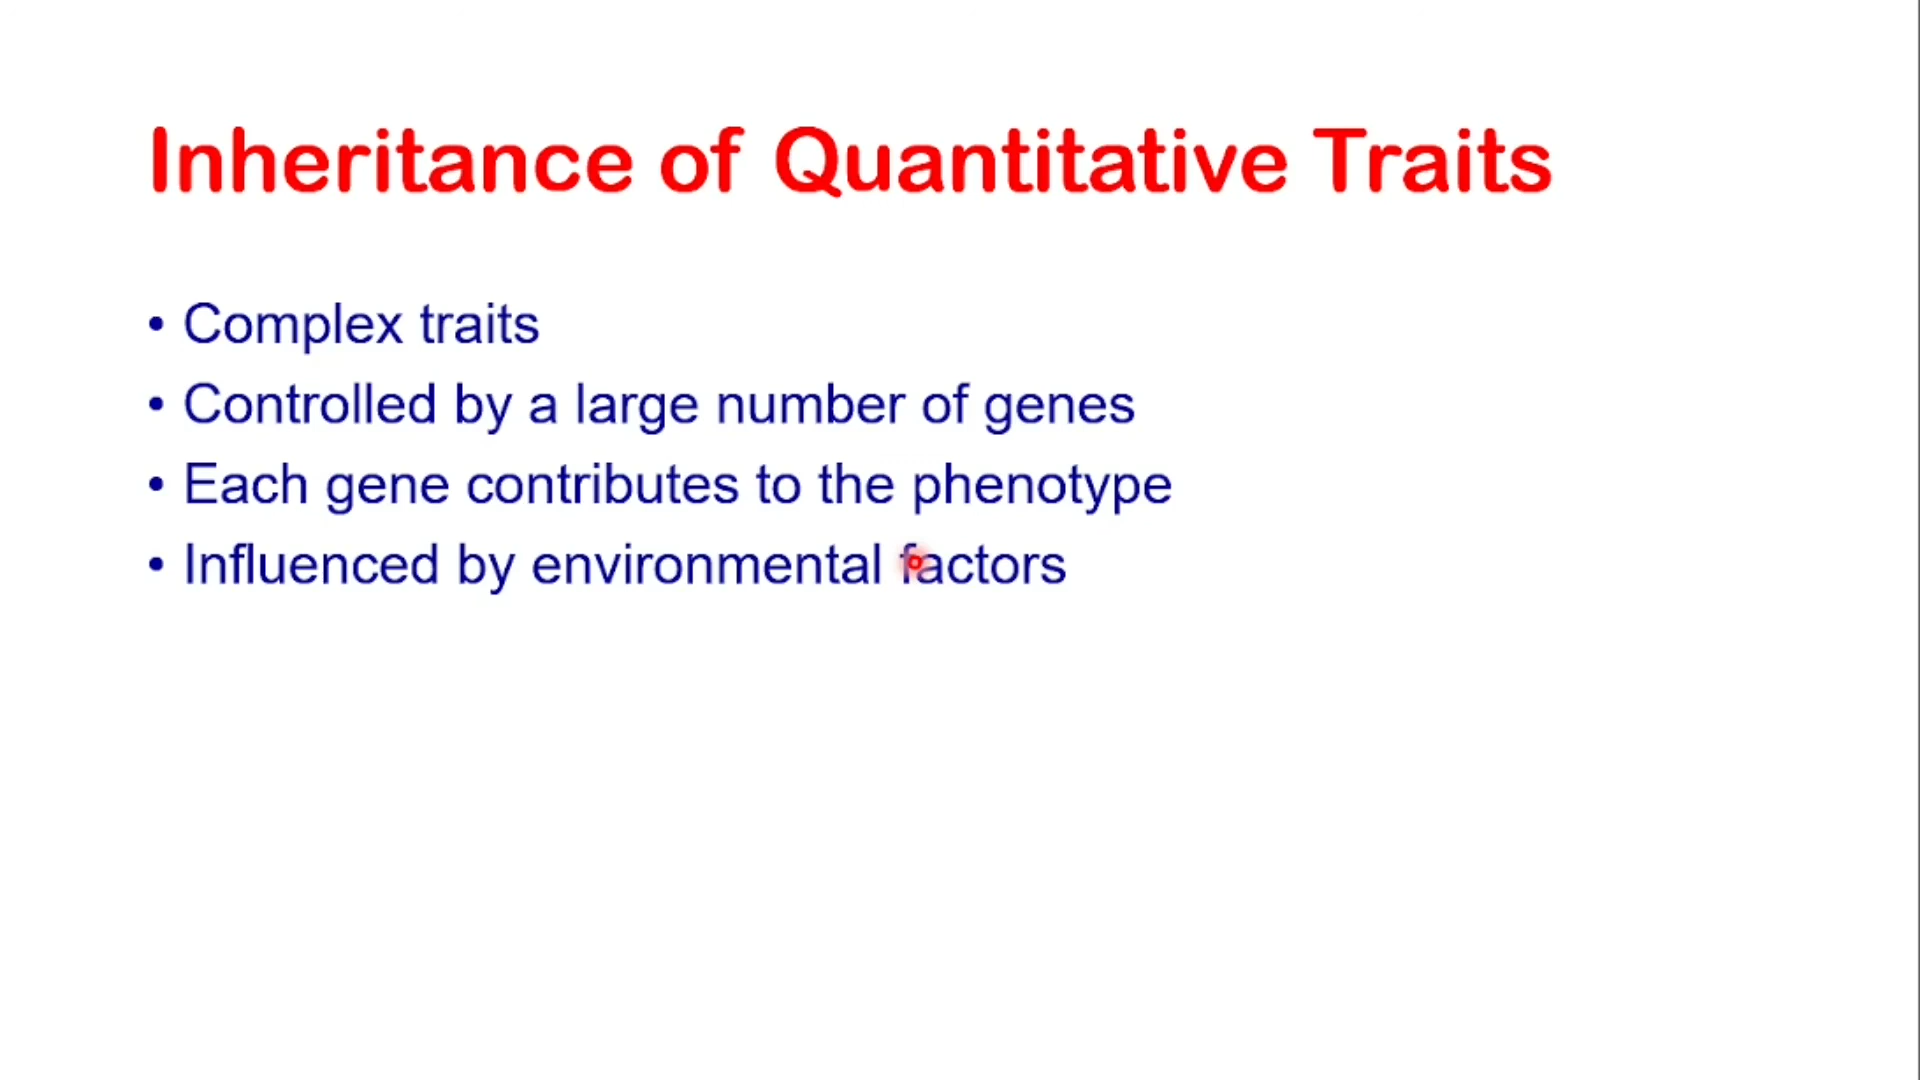 Inheritance of Quantitative Traits
• Complex traits
• Controlled by a large number of genes
• Each gene contributes to the phenotype
• Influenced by environmental factors